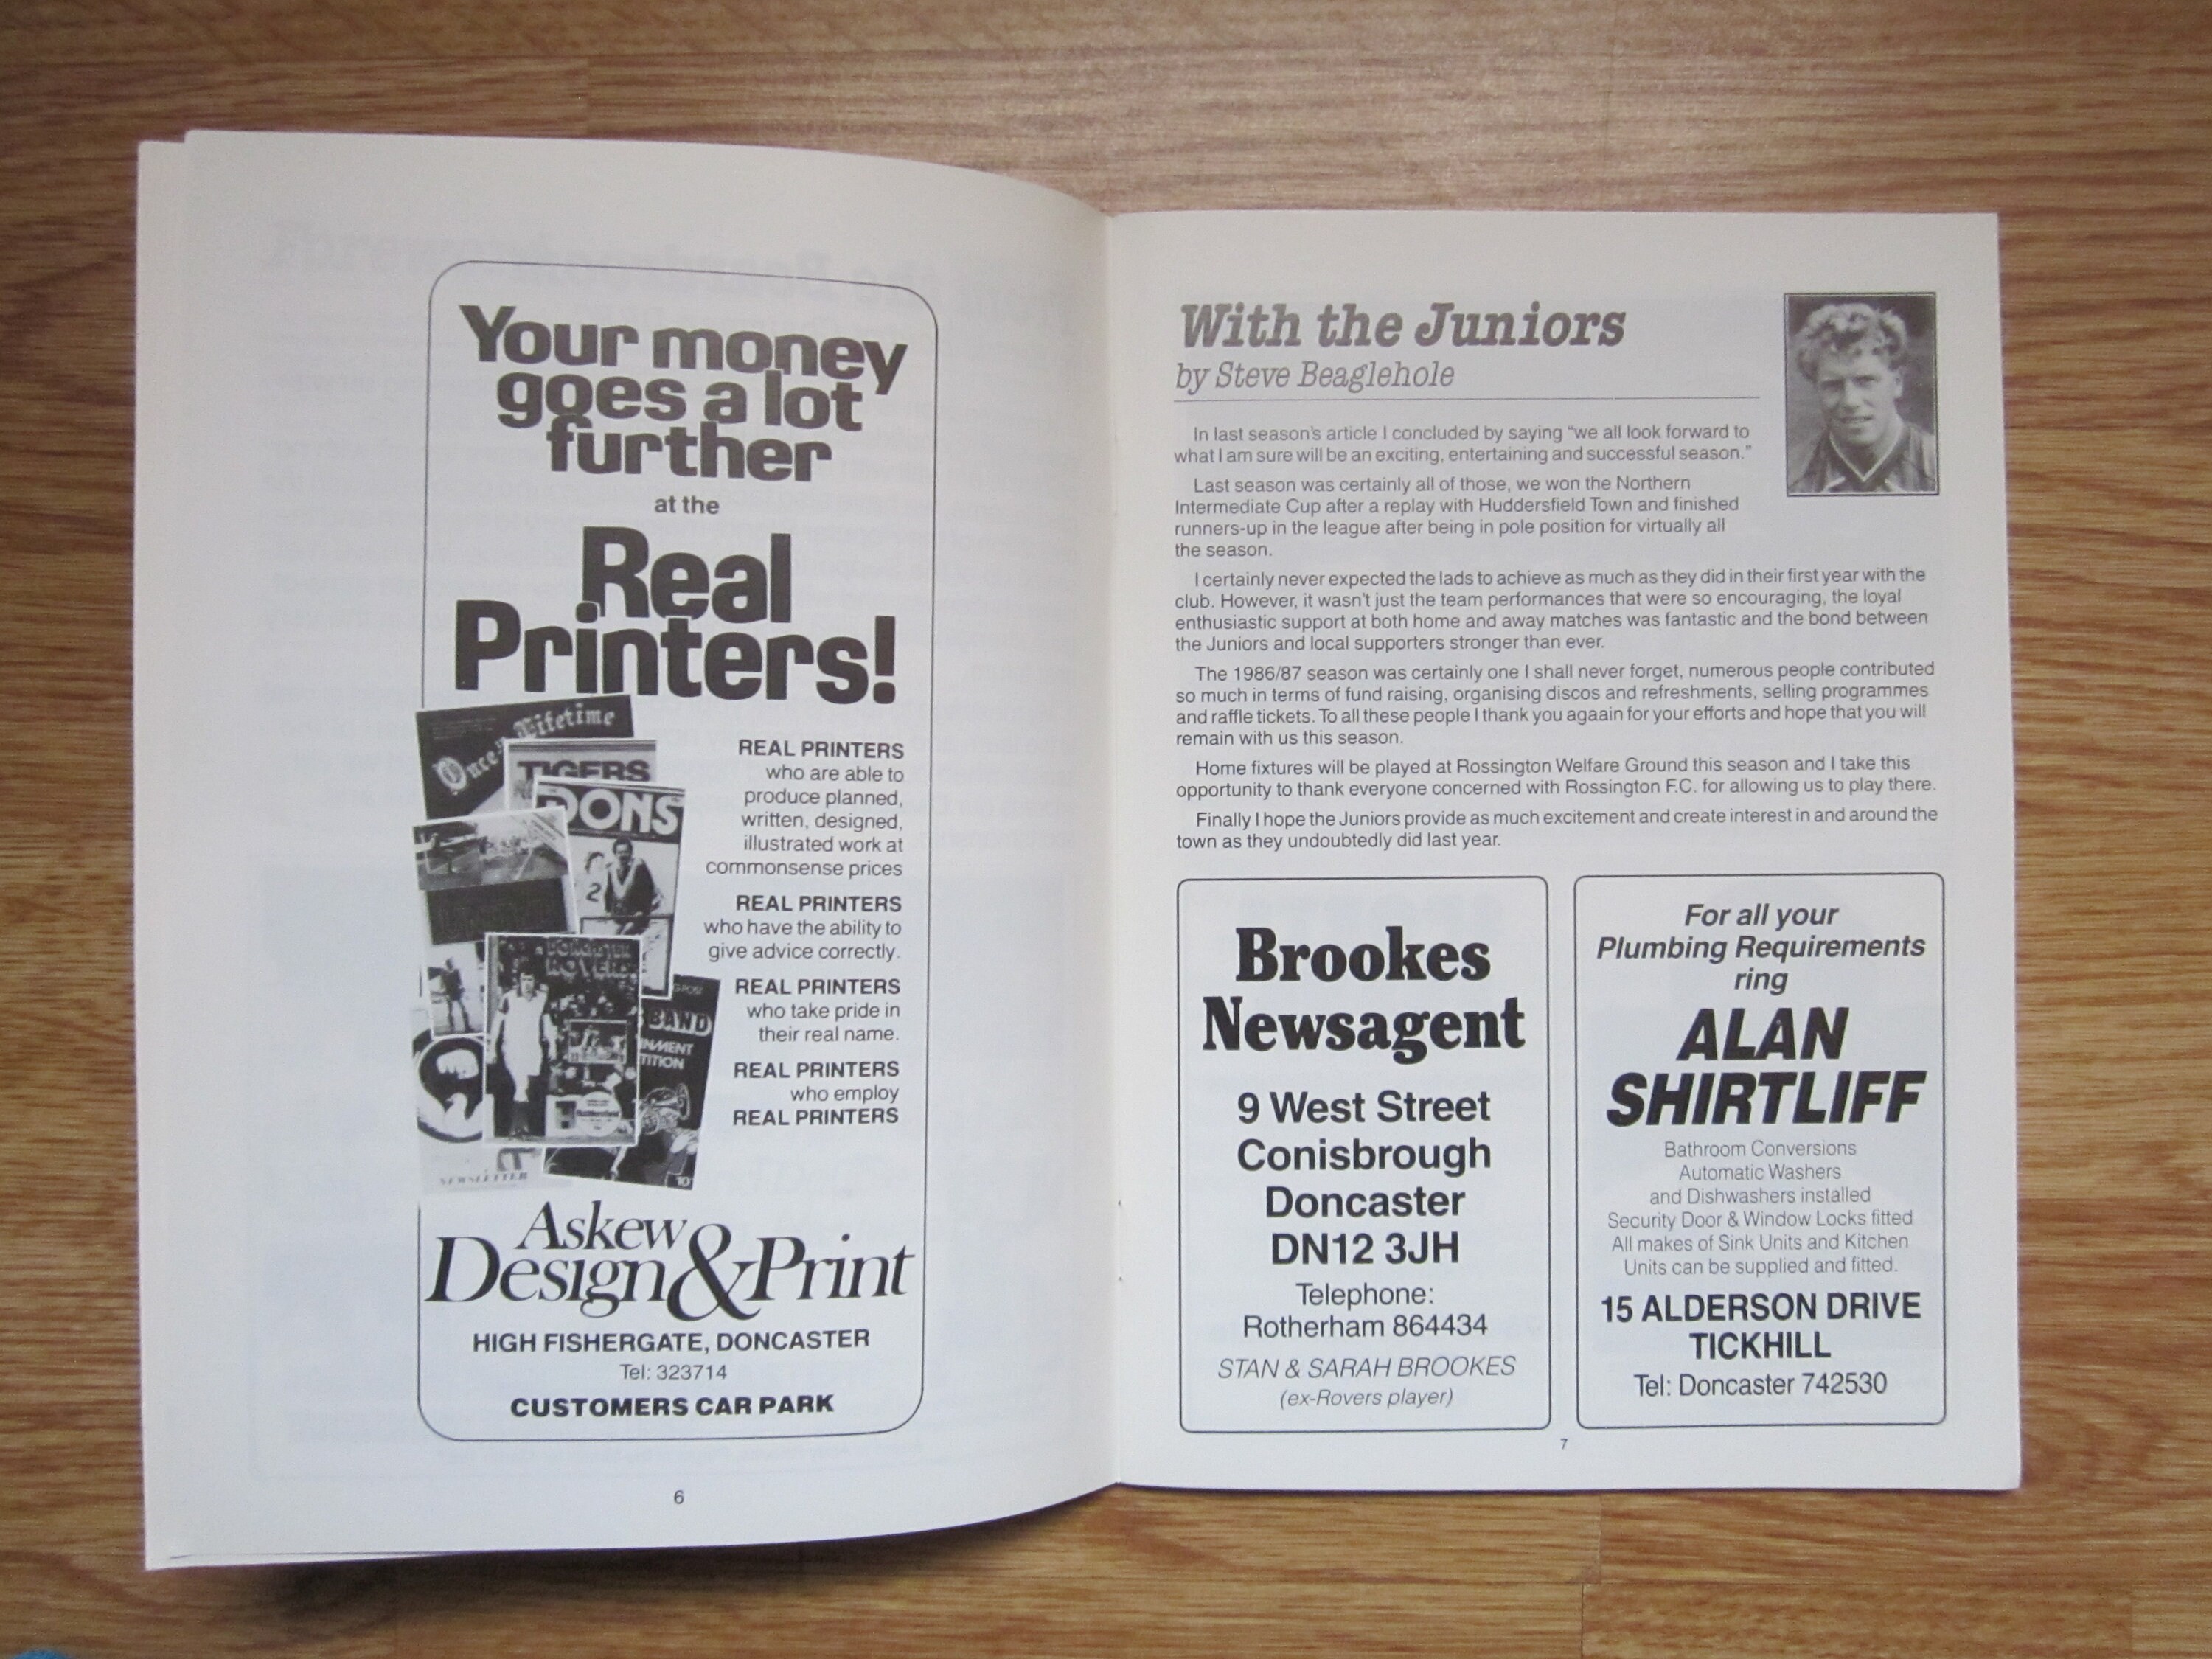 Your money
goes a lot
further
at the
Real
Printers!
Once in a Lifetime
TIGERS
DONS
2
DONCASTER
ROVERS
BAND
NEWSLETTER
10
REAL PRINTERS
who are able to
produce planned,
written, designed,
illustrated work at
commonsense prices
REAL PRINTERS
who have the ability to
give advice correctly.
REAL PRINTERS
who take pride in
their real name.
REAL PRINTERS
who employ
REAL PRINTERS
Askew
Design & Print
HIGH FISHERGATE, DONCASTER
Tel: 323714
CUSTOMERS CAR PARK
6
With the Juniors
by Steve Beaglehole
In last season's article I concluded by saying “we all look forward to
what I am sure will be an exciting, entertaining and successful season.”
Last season was certainly all of those, we won the Northern
Intermediate Cup after a replay with Huddersfield Town and finished
runners-up in the league after being in pole position for virtually all
the season.
I certainly never expected the lads to achieve as much as they did in their first year with the
club. However, it wasn't just the team performances that were so encouraging, the loyal
enthusiastic support at both home and away matches was fantastic and the bond between
the Juniors and local supporters stronger than ever.
The 1986/87 season was certainly one I shall never forget, numerous people contributed
so much in terms of fund raising, organising discos and refreshments, selling programmes
and raffle tickets. To all these people I thank you agaain for your efforts and hope that you will
remain with us this season.
Home fixtures will be played at Rossington Welfare Ground this season and I take this
opportunity to thank everyone concerned with Rossington F.C. for allowing us to play there.
Finally I hope the Juniors provide as much excitement and create interest in and around the
town as they undoubtedly did last year.
Brookes
Newsagent
9 West Street
Conisbrough
Doncaster
DN12 3JH
Telephone:
Rotherham 864434
STAN & SARAH BROOKES
(ex-Rovers player)
For all your
Plumbing Requirements
ring
ALAN
SHIRTLIFF
Bathroom Conversions
Automatic Washers
and Dishwashers installed
Security Door & Window Locks fitted
All makes of Sink Units and Kitchen
Units can be supplied and fitted.
15 ALDERSON DRIVE
TICKHILL
Tel: Doncaster 742530
7